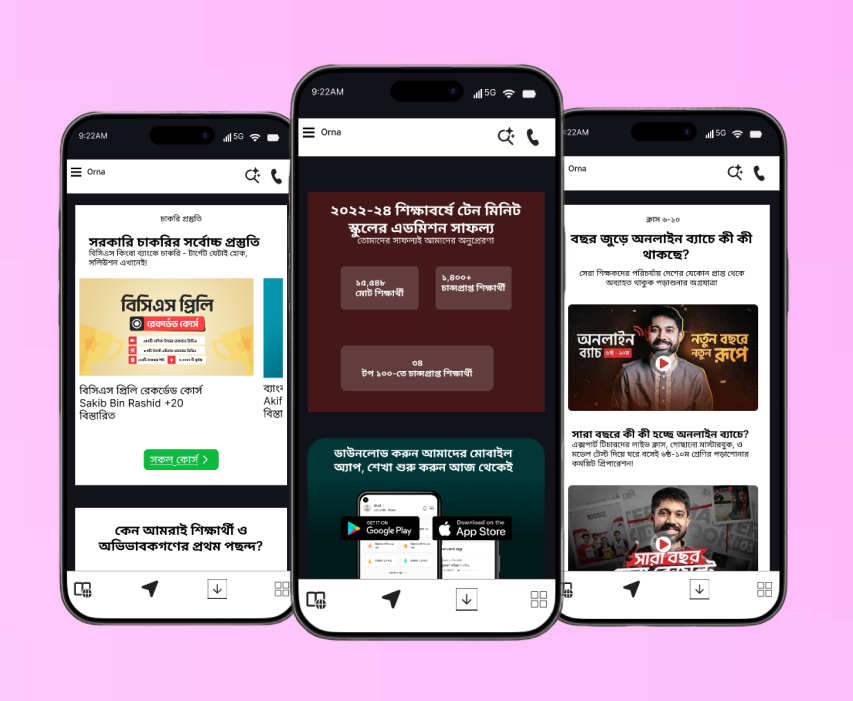 9:22AM
5G
Orna
চাকরি প্রস্তুতি
সরকারি চাকরির সর্বোচ্চ প্রস্তুতি
বিসিএস কিংবা ব্যাংকে চাকরি - টার্গেট যেটাই হোক,
সলিউশন এখানেই!
বিসিএস প্রিলি
রেকর্ডেড কোর্স
বিসিএস প্রিলি রেকর্ডেড কোর্স
Sakib Bin Rashid +20
বিস্তারিত
Akif
সকল কোর্স >
কেন আমরাই শিক্ষার্থী ও
অভিভাবকগণের প্রথম পছন্দ?
9:22AM
5G
Orna
২০২২-২৪ শিক্ষাবর্ষে টেন মিনিট
স্কুলের এডমিশন সাফল্য
তোমাদের সাফল্যই আমাদের অনুপ্রেরণা
১৫,৫৪৮
মোট শিক্ষার্থী
১,৪০০+
চান্সপ্রাপ্ত শিক্ষার্থী
৩৪
টপ ১০০-তে চান্সপ্রাপ্ত শিক্ষার্থী
ডাউনলোড করুন আমাদের মোবাইল
অ্যাপ, শেখা শুরু করুন আজ থেকেই
GET IT ON
Google Play
Download on the
App Store
:22AM
5G
Orna
ক্লাস ৬-১০
বছর জুড়ে অনলাইন ব্যাচে কী কী
থাকছে?
সেরা শিক্ষকদের পরিচর্যায় দেশের যেকোন প্রান্ত থেকে
অব্যাহত থাকুক পড়াশুনার অগ্রযাত্রা
অনলাইন
ব্যাচ ৬ষ্ঠ - ১০ম
নতুন বছরে
নতুন রূপে
সারা বছরে কী কী হচ্ছে অনলাইন ব্যাচে?
এক্সপার্ট টিচারদের লাইভ ক্লাস, গোছানো মাস্টারবুক, ও
মডেল টেস্ট দিয়ে ঘরে বসেই ৬ষ্ঠ-১০ম শ্রেণির পড়াশোনার
কমপ্লিট প্রিপারেশন!
সারা বছর